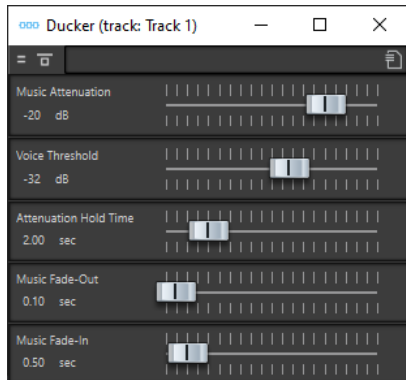 Ducker (track: Track 1)
Music Attenuation
-20 dB
Voice Threshold
-32 dB
Attenuation Hold Time
2.00 sec
Music Fade-Out
0.10 sec
Music Fade-In
0.50 sec